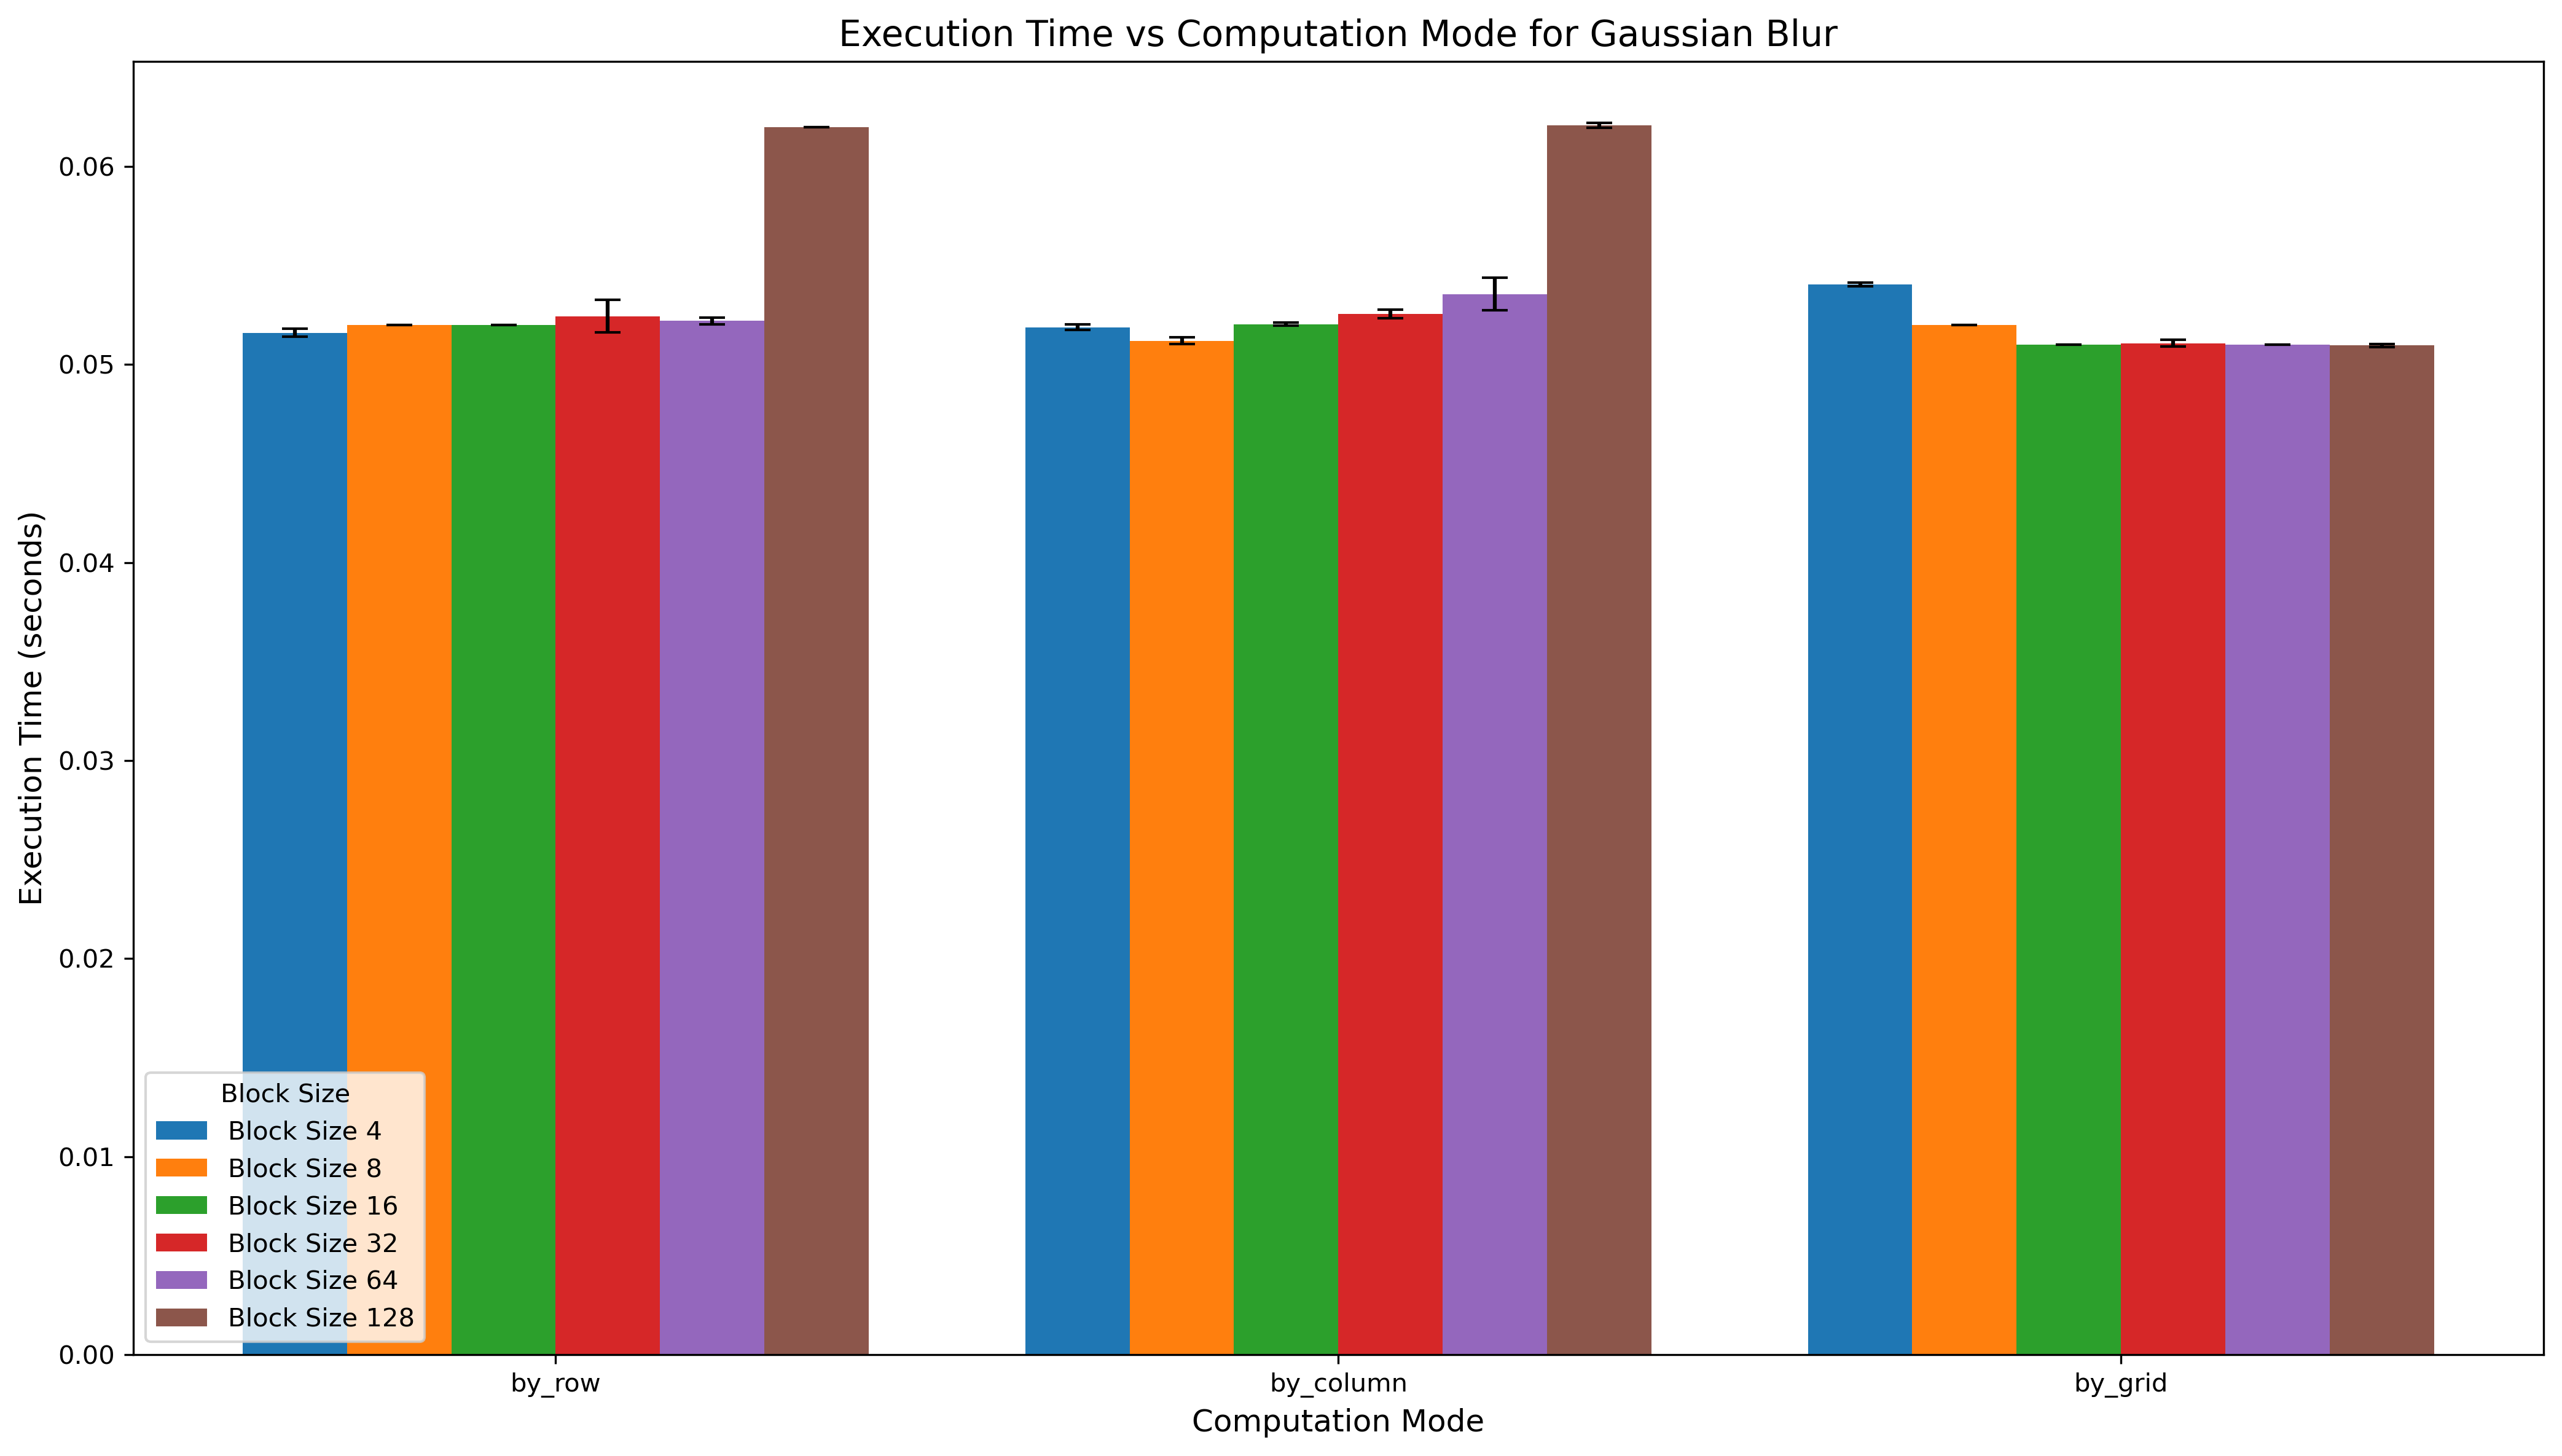 Execution Time vs Computation Mode for Gaussian Blur
Execution Time (seconds)
0.06
0.05
0.04
0.03
0.02
0.01
0.00
Block Size
Block Size 4
Block Size 8
Block Size 16
Block Size 32
Block Size 64
Block Size 128
by_row
by_column
by_grid
Computation Mode